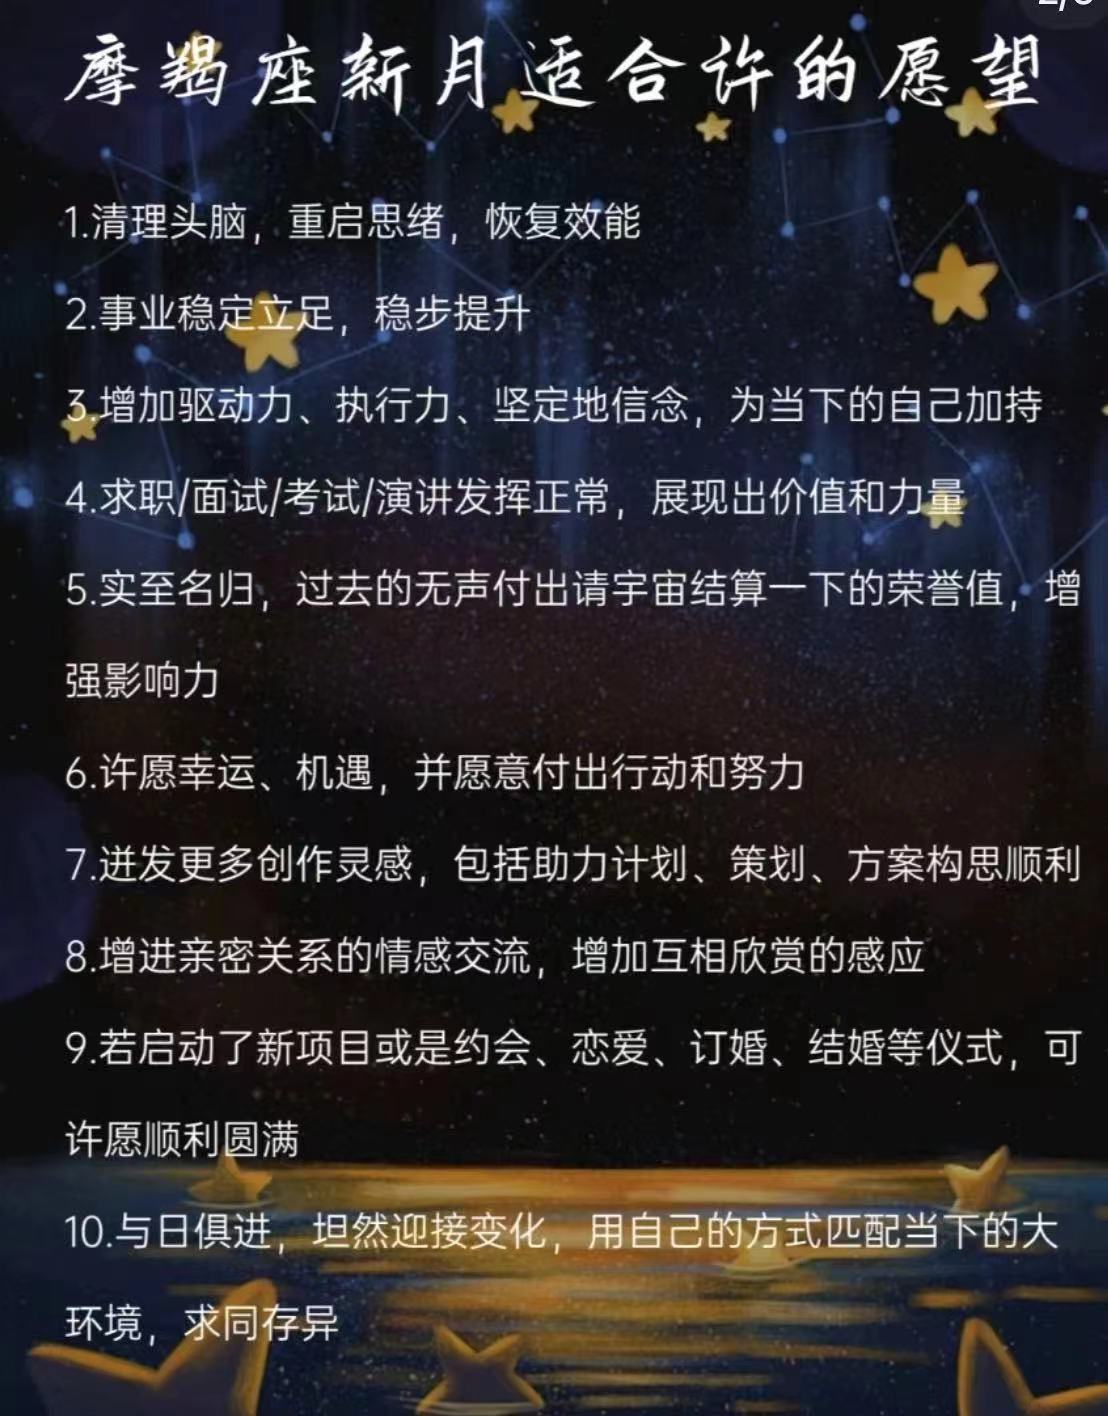 摩羯座新月适合许的愿望
1.清理头脑，重启思绪，恢复效能
2.事业稳定立足，稳步提升
3.增加驱动力、执行力、坚定地信念，为当下的自己加持
4.求职/面试/考试/演讲发挥正常，展现出价值和力量
5.实至名归，过去的无声付出请宇宙结算一下的荣誉值，增
强影响力
6.许愿幸运、机遇，并愿意付出行动和努力
7.迸发更多创作灵感，包括助力计划、策划、方案构思顺利
8.增进亲密关系的情感交流，增加互相欣赏的感应
9.若启动了新项目或是约会、恋爱、订婚、结婚等仪式，可
许愿顺利圆满
10.与日俱进，坦然迎接变化，用自己的方式匹配当下的大
环境，求同存异